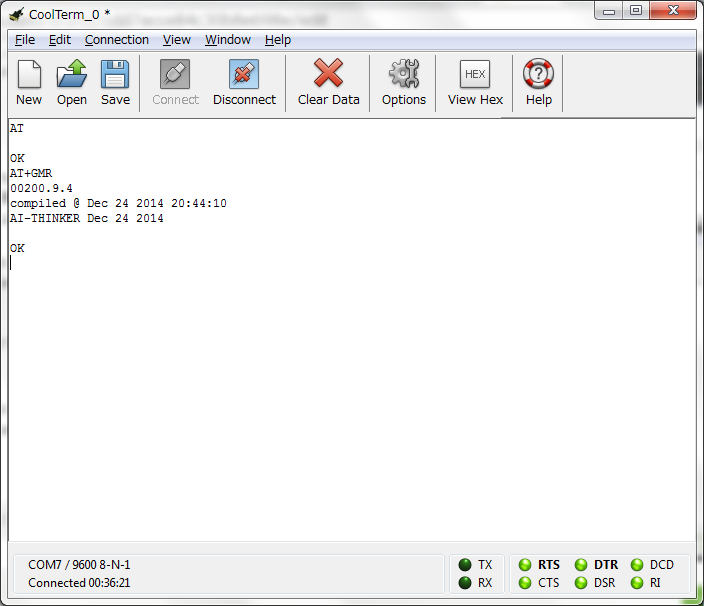 CoolTerm_0 *
File Edit Connection View Window Help
New Open Save Connect Disconnect Clear Data Options HEX View Hex Help
AT
OK
AT+GMR
00200.9.4
compiled @ Dec 24 2014 20:44:10
AI-THINKER Dec 24 2014
OK
COM7 / 9600 8-N-1
Connected 00:36:21
TX RTS DTR DCD
RX CTS DSR RI